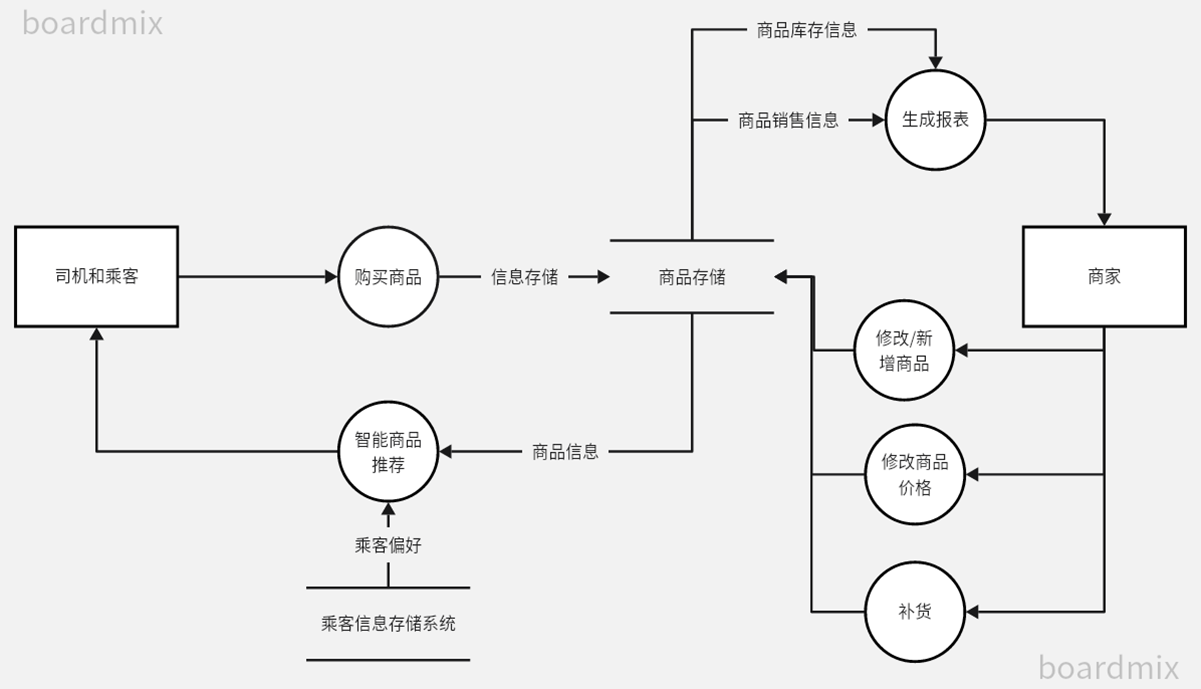 boardmix
商品库存信息
商品销售信息
生成报表
司机和乘客
购买商品
信息存储
商品存储
商家
修改/新
增商品
智能商品
推荐
商品信息
修改商品
价格
乘客偏好
补货
乘客信息存储系统
boardmix